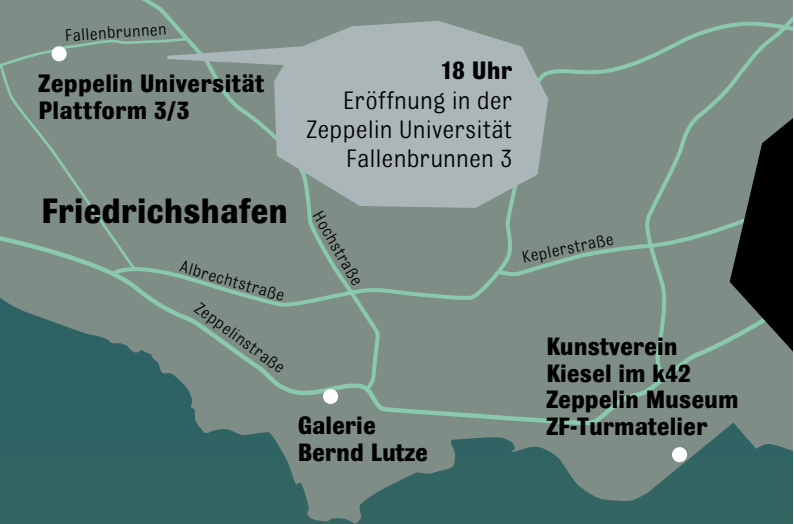 Fallenbrunnen
Zeppelin Universität
Plattform 3/3
18 Uhr
Eröffnung in der
Zeppelin Universität
Fallenbrunnen 3
Friedrichshafen
Hochstraße
Keplerstraße
Albrechtstraße
Zeppelinstraße
Kunstverein
Kiesel im k42
Zeppelin Museum
ZF-Turmatelier
Galerie
Bernd Lutze